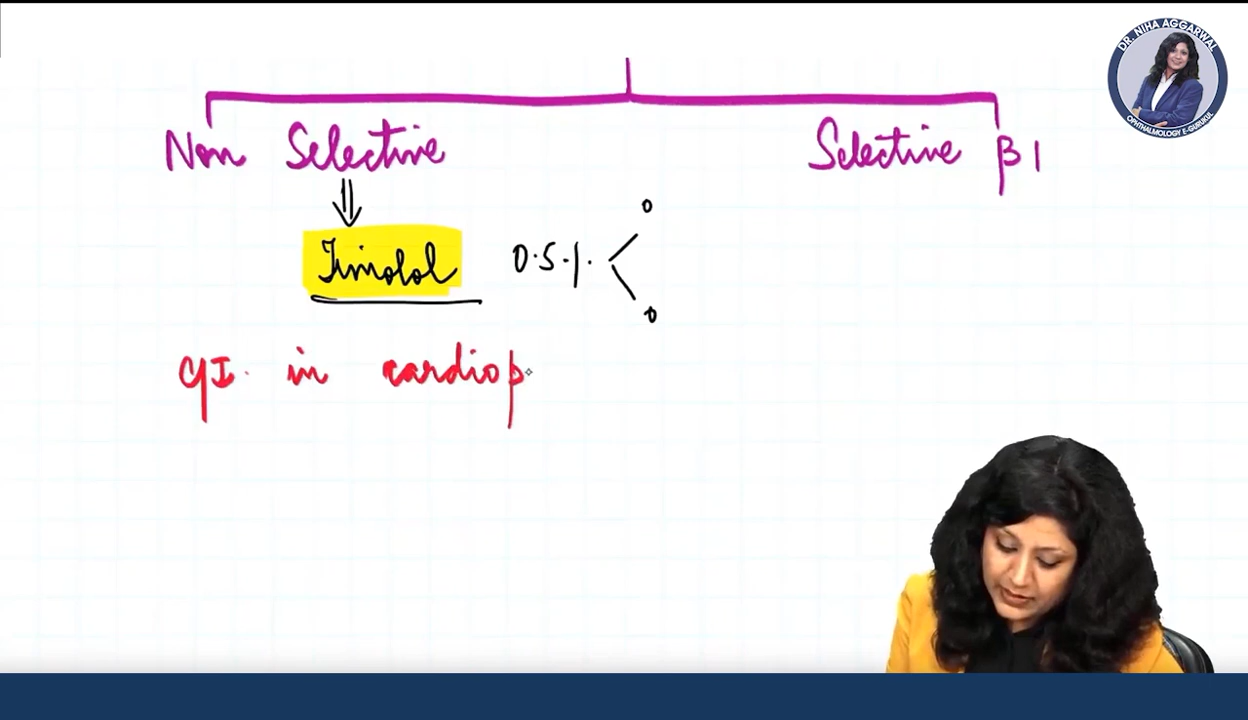 DR. NIHA AGGARWAL
OPHTHALMOLOGY E-GURUKUL
Non Selective
Selective β1
Timolol 0.5%
CI. in cardiop